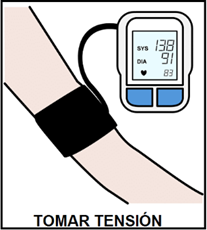 SYS 138
DIA 91
83
TOMAR TENSIÓN